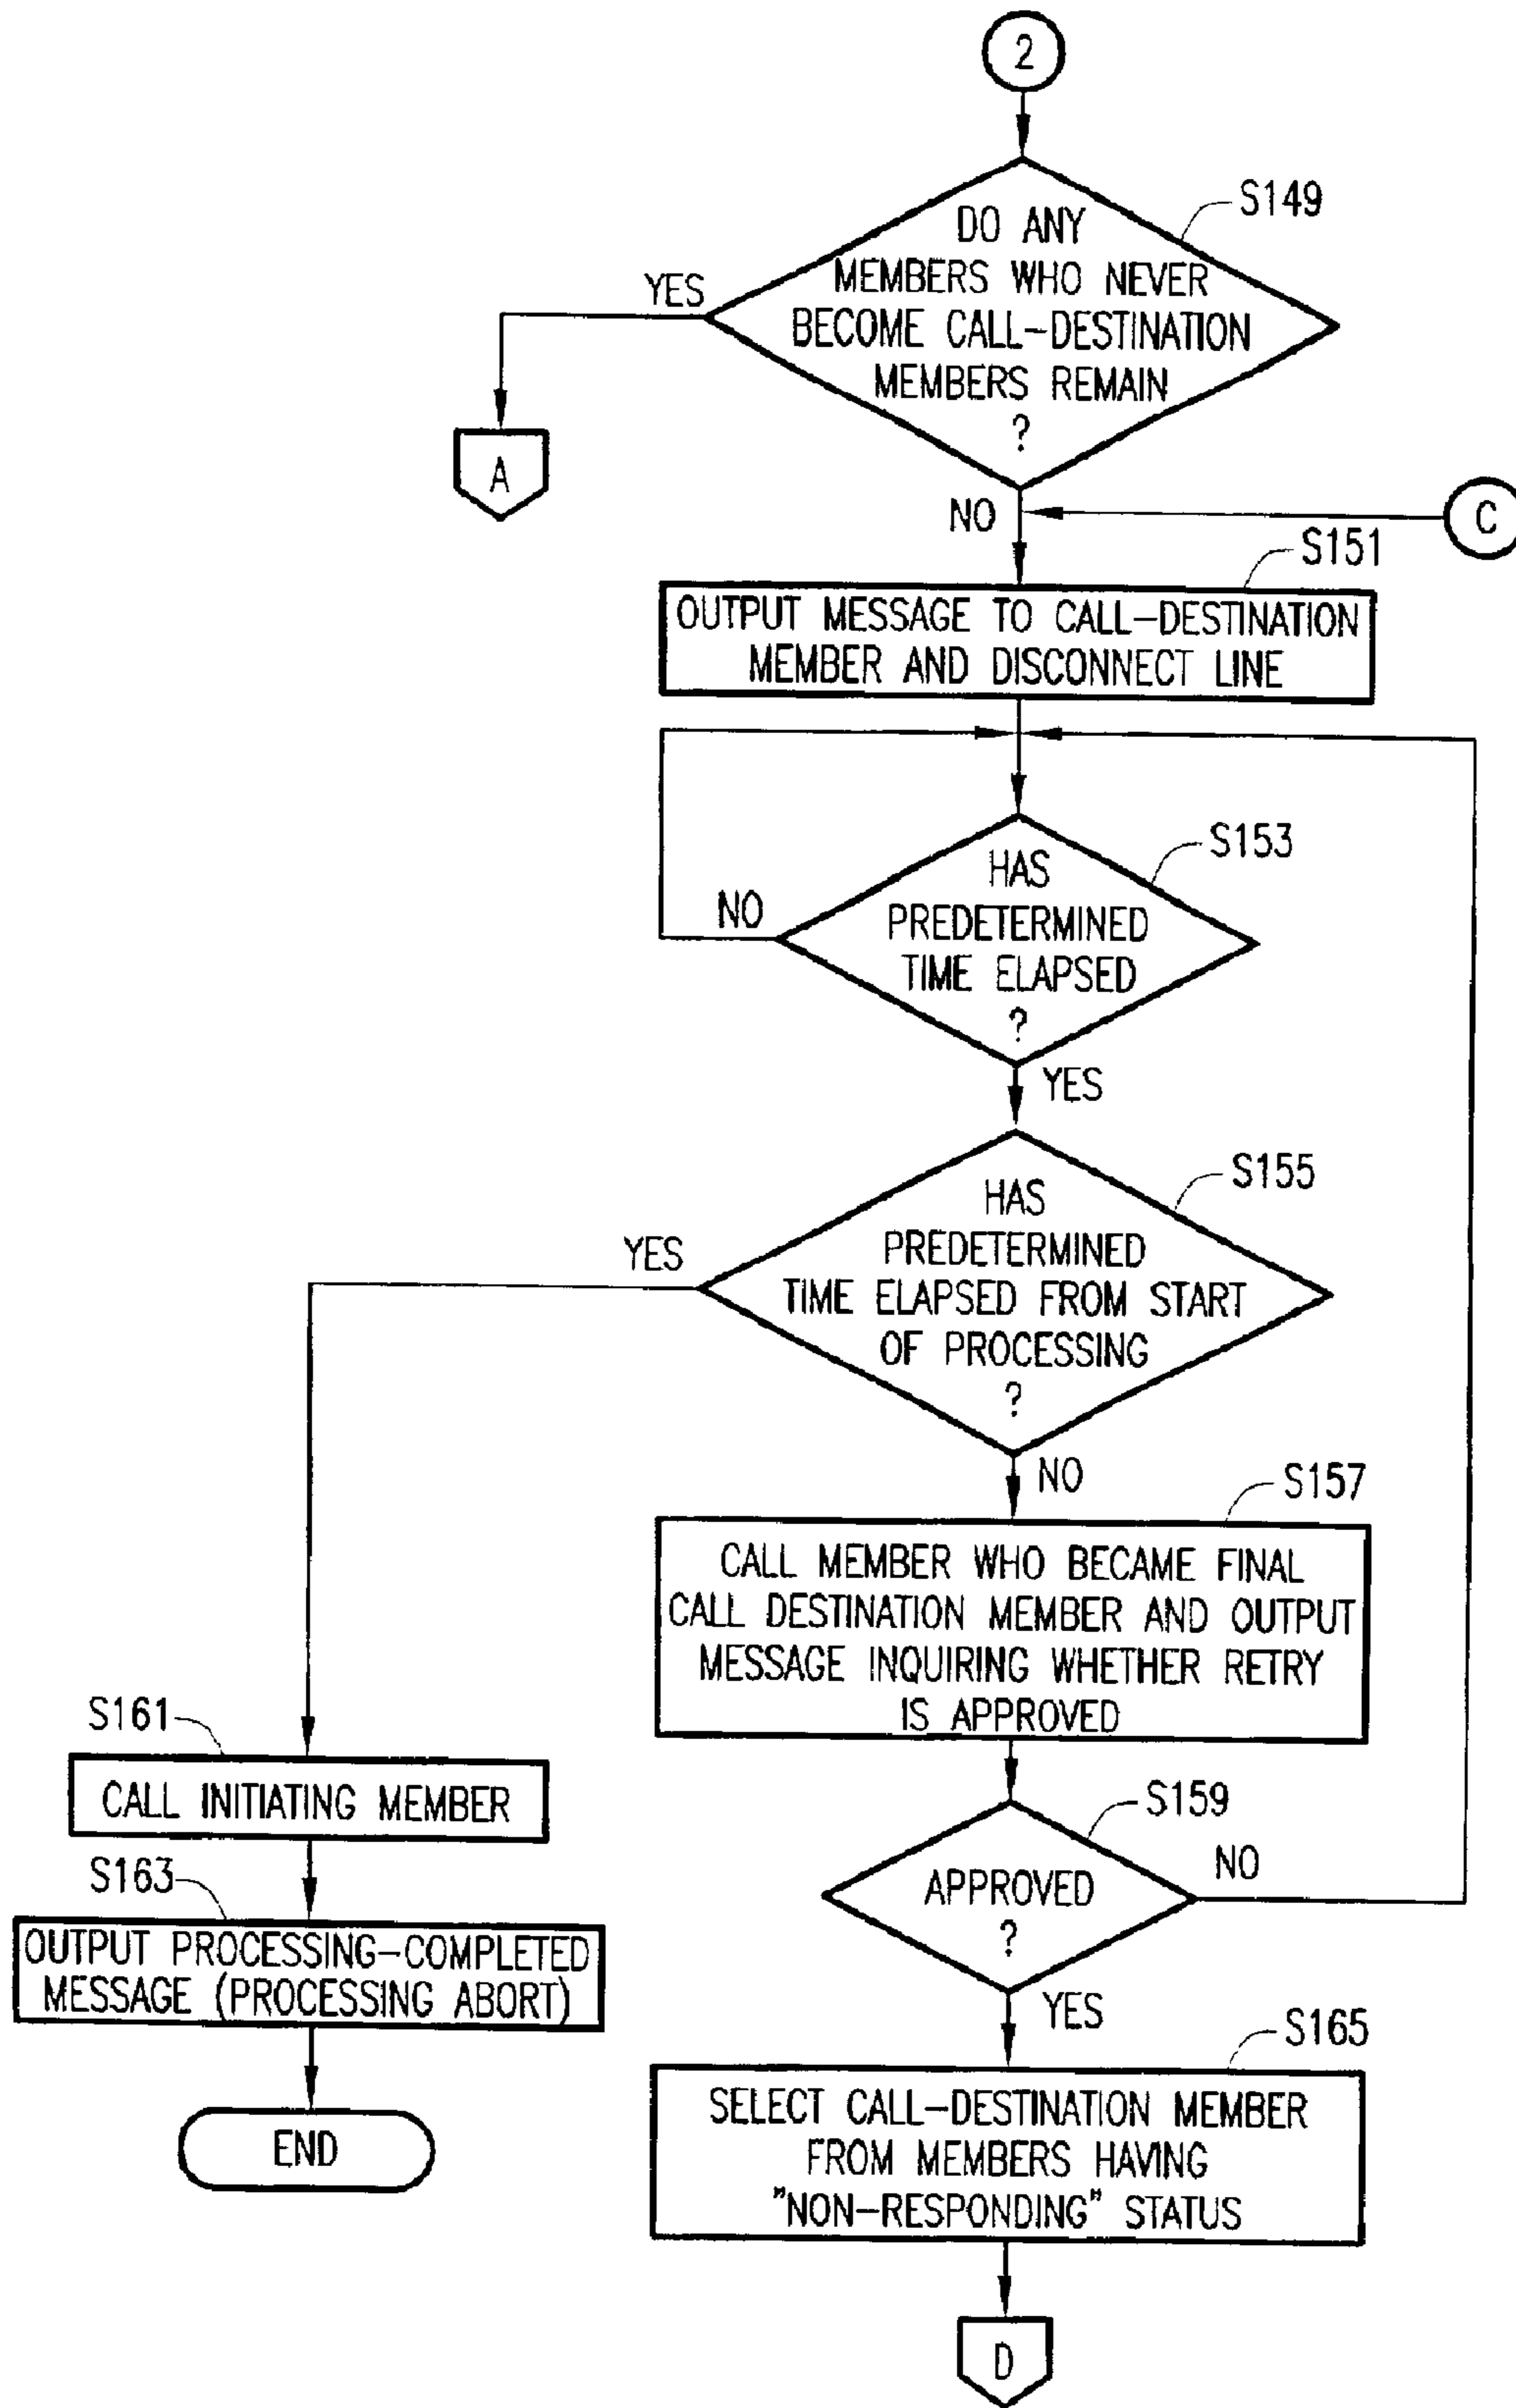 2
S149
DO ANY
MEMBERS WHO NEVER
BECOME CALL-DESTINATION
MEMBERS REMAIN
?
YES
A
NO
C
S151
OUTPUT MESSAGE TO CALL-DESTINATION
MEMBER AND DISCONNECT LINE
S153
HAS
PREDETERMINED
TIME ELAPSED
?
NO
YES
S155
HAS
PREDETERMINED
TIME ELAPSED FROM START
OF PROCESSING
?
YES
NO
S157
CALL MEMBER WHO BECAME FINAL
CALL DESTINATION MEMBER AND OUTPUT
MESSAGE INQUIRING WHETHER RETRY
IS APPROVED
S161
CALL INITIATING MEMBER
S159
APPROVED
?
NO
YES
S163
OUTPUT PROCESSING-COMPLETED
MESSAGE (PROCESSING ABORT)
END
S165
SELECT CALL-DESTINATION MEMBER
FROM MEMBERS HAVING
"NON-RESPONDING" STATUS
D